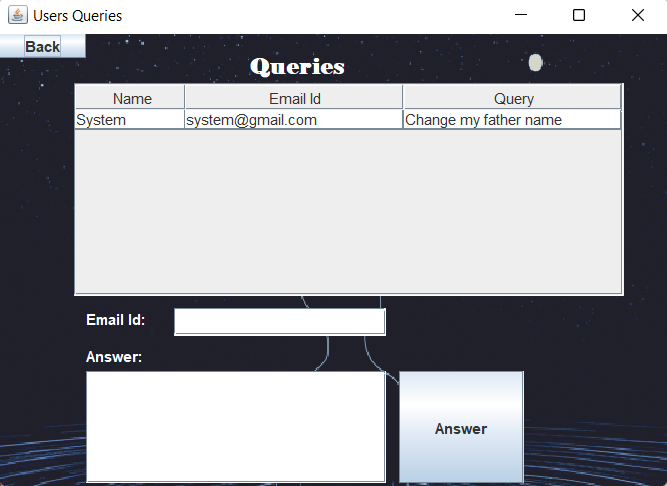 Users Queries
Back
Queries
Name Email Id Query
System system@gmail.com Change my father name
Email Id:
Answer:
Answer